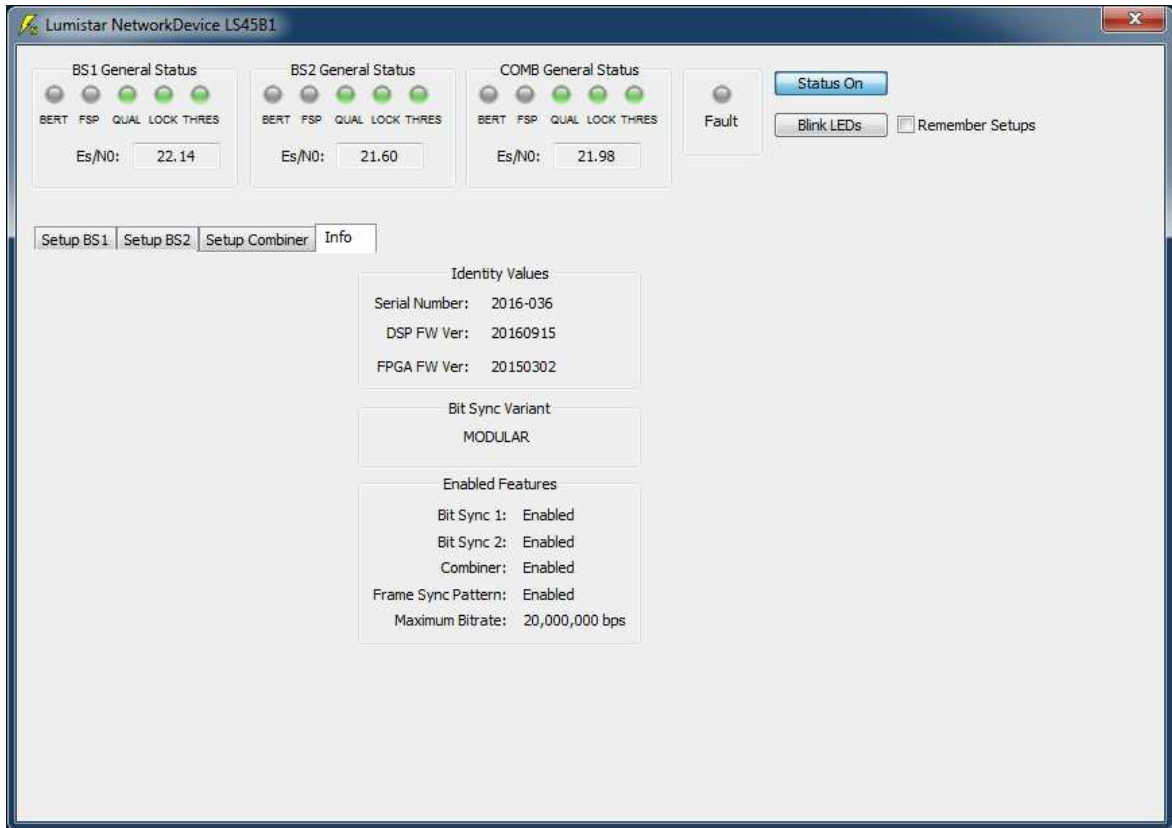 Lumistar NetworkDevice LS45B1
X
BS1 General Status
BERT FSP QUAL LOCK THRES
Es/N0: 22.14
BS2 General Status
BERT FSP QUAL LOCK THRES
Es/N0: 21.60
COMB General Status
BERT FSP QUAL LOCK THRES
Es/N0: 21.98
Fault
Status On
Blink LEDs
Remember Setups
Setup BS1 Setup BS2 Setup Combiner Info
Identity Values
Serial Number: 2016-036
DSP FW Ver: 20160915
FPGA FW Ver: 20150302
Bit Sync Variant
MODULAR
Enabled Features
Bit Sync 1: Enabled
Bit Sync 2: Enabled
Combiner: Enabled
Frame Sync Pattern: Enabled
Maximum Bitrate: 20,000,000 bps